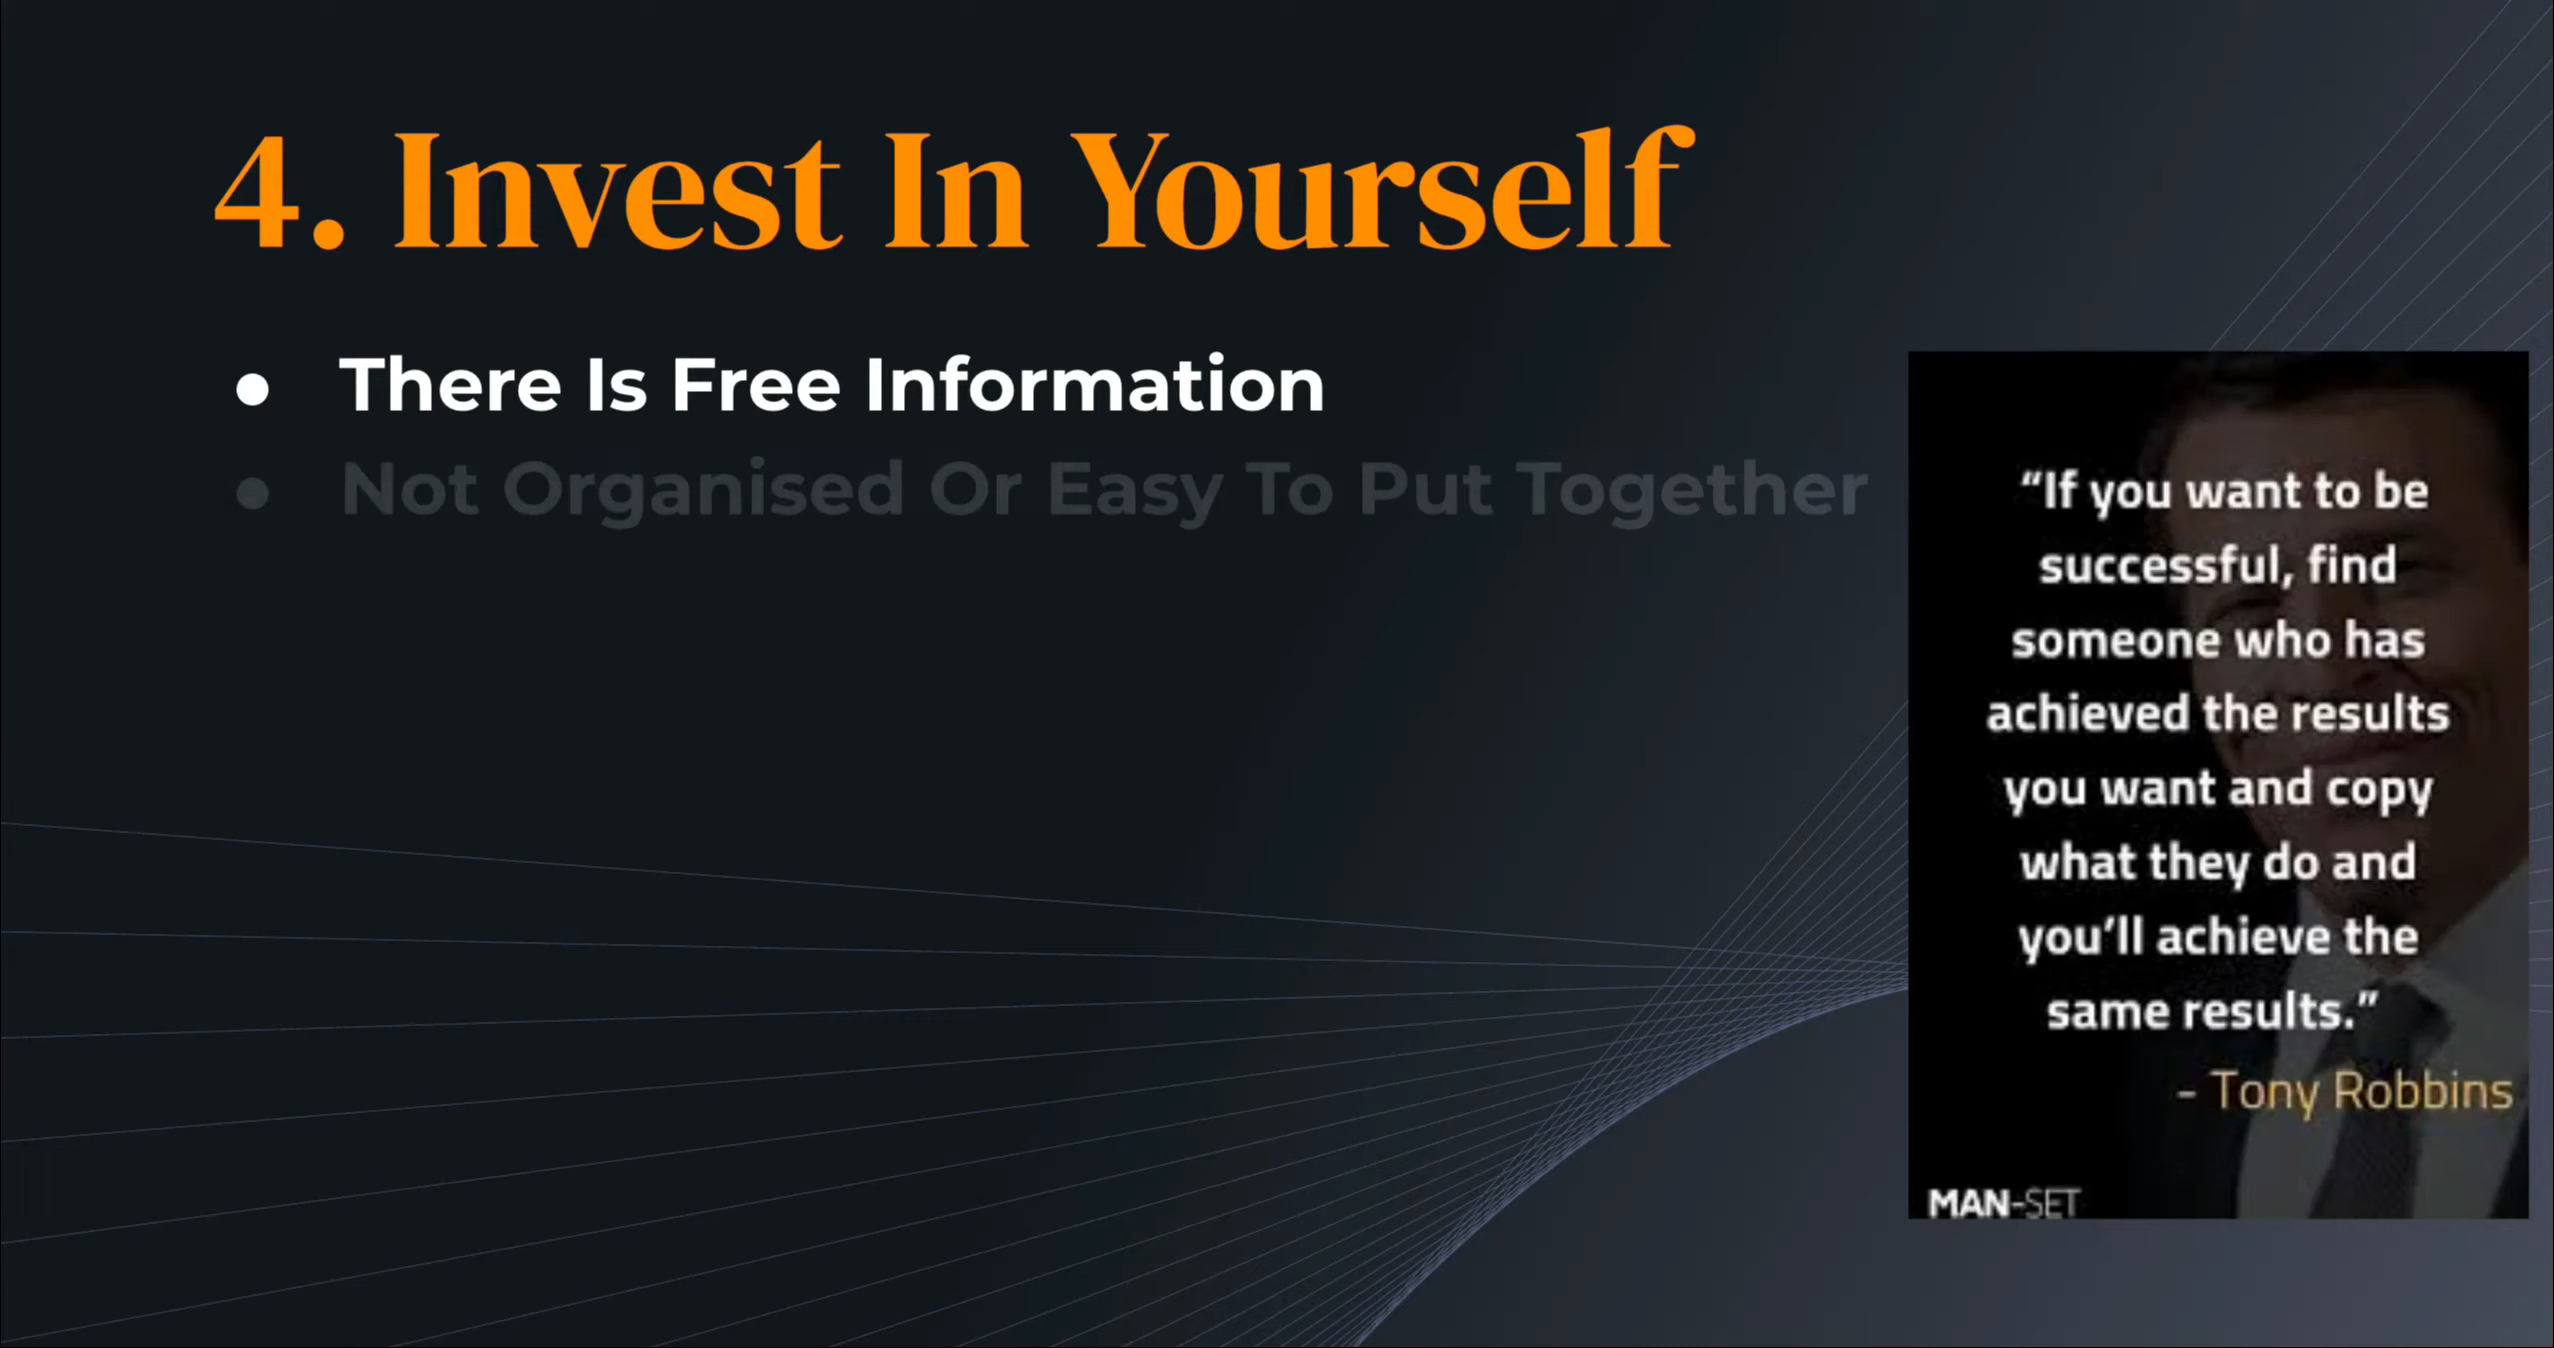 4. Invest In Yourself
● There Is Free Information
● Not Organised Or Easy To Put Together
“If you want to be
successful, find
someone who has
achieved the results
you want and copy
what they do and
you’ll achieve the
same results.”
- Tony Robbins
MAN-SET